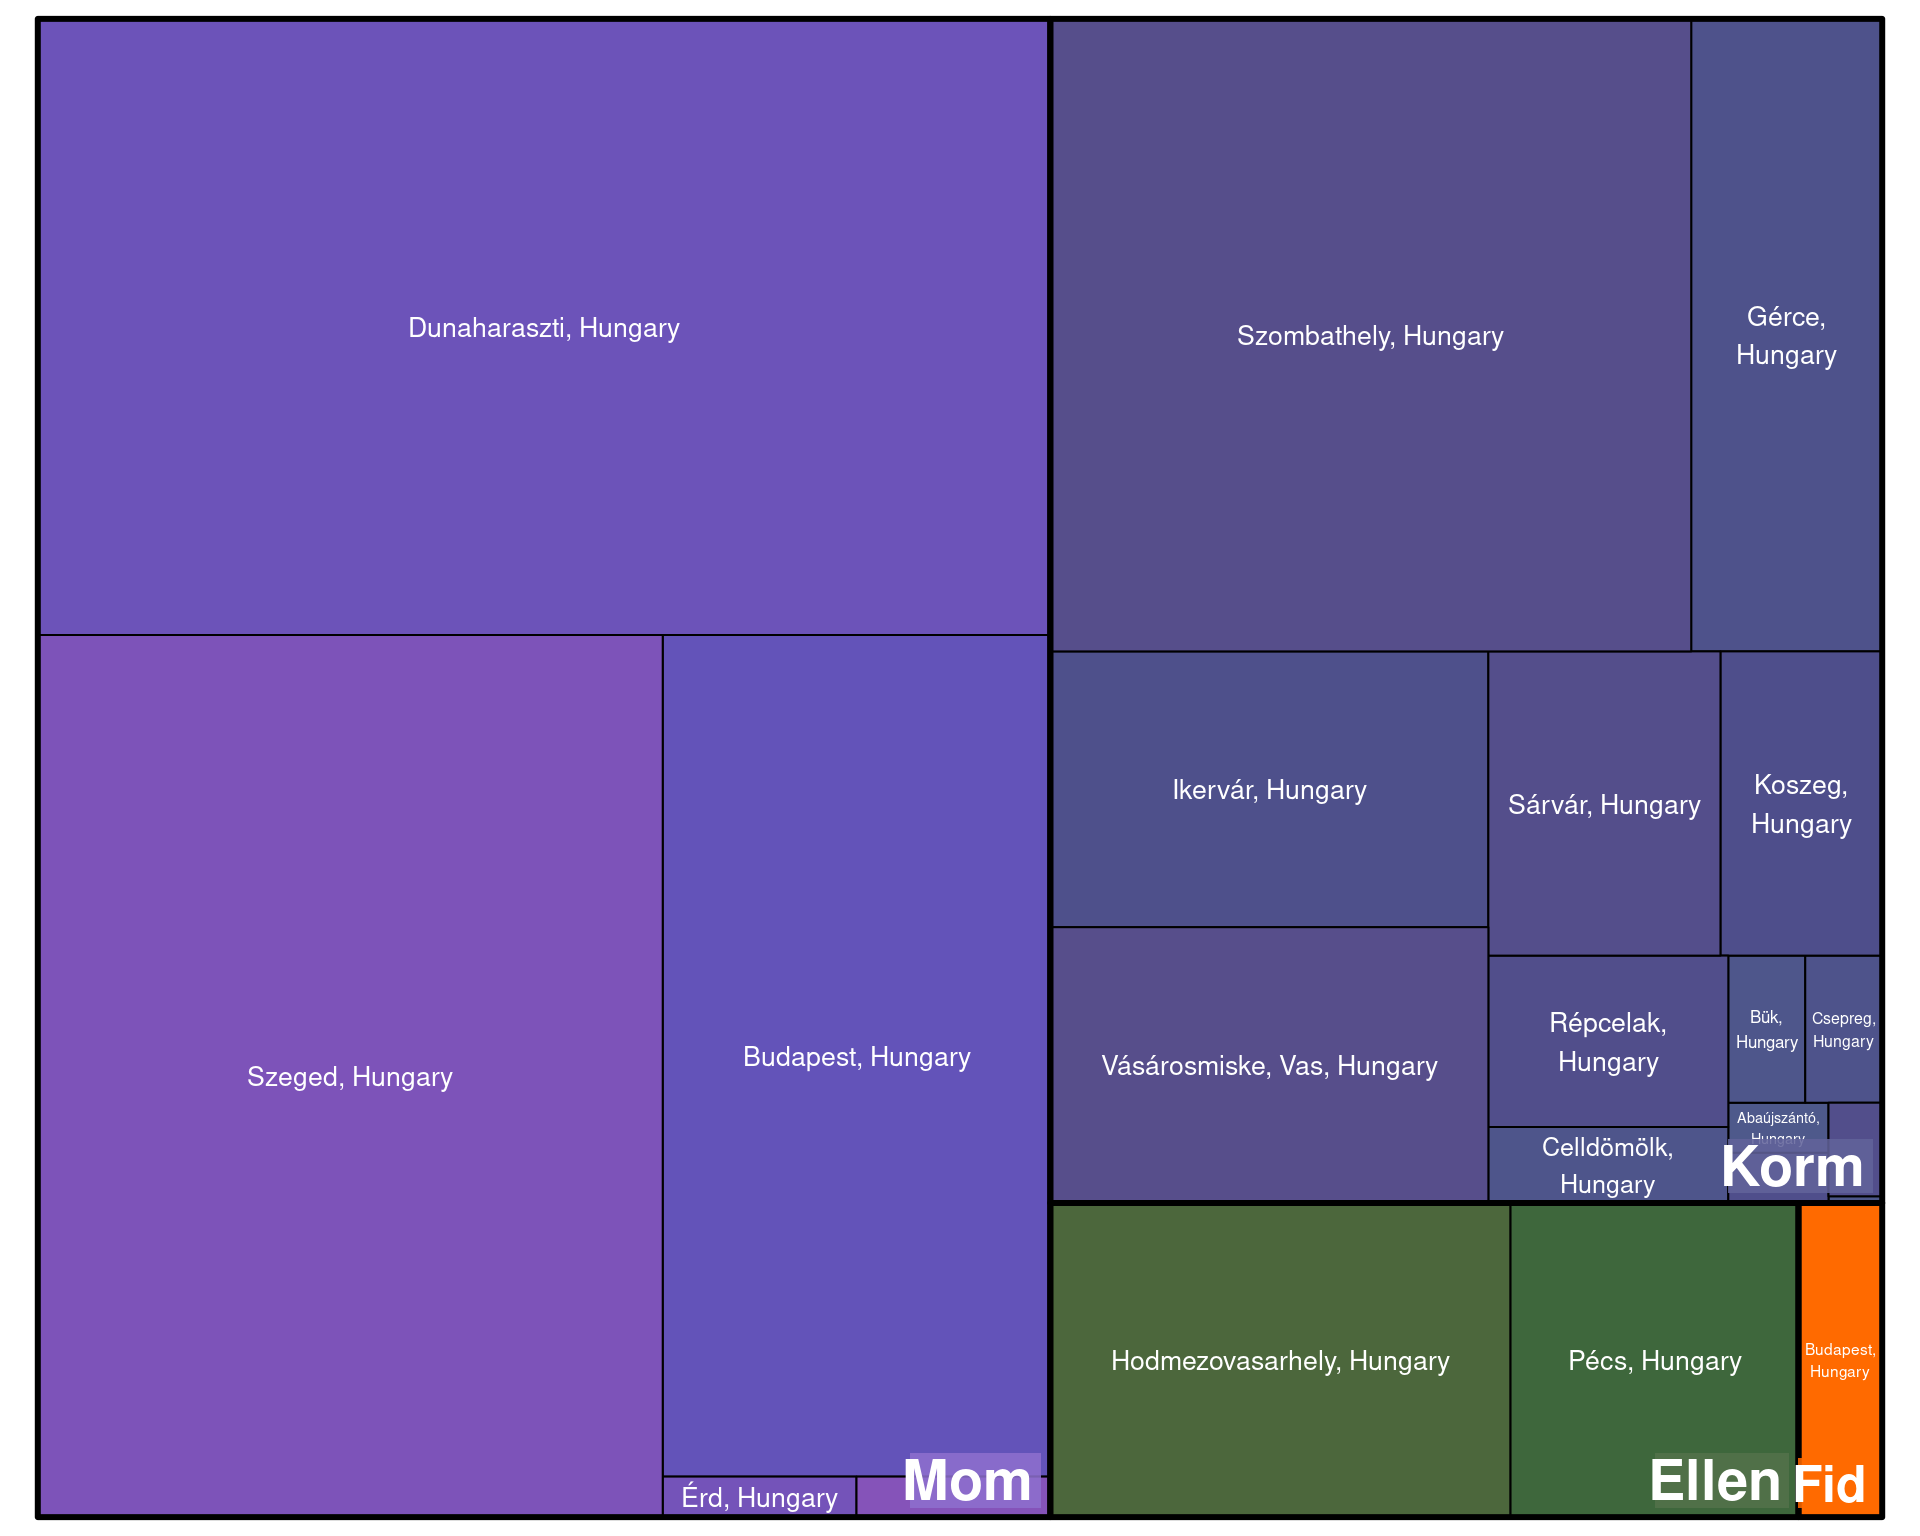 Dunaharaszti, Hungary
Szeged, Hungary
Budapest, Hungary
Érd, Hungary
Mom
Szombathely, Hungary
Gérce,
Hungary
Ikervár, Hungary
Sárvár, Hungary
Koszeg,
Hungary
Vásárosmiske, Vas, Hungary
Répcelak,
Hungary
Bük,
Hungary
Csepreg,
Hungary
Celldömölk,
Hungary
Abaújszántó,
Hungary
Korm
Hodmezovasarhely, Hungary
Pécs, Hungary
Ellen
Budapest,
Hungary
Fid